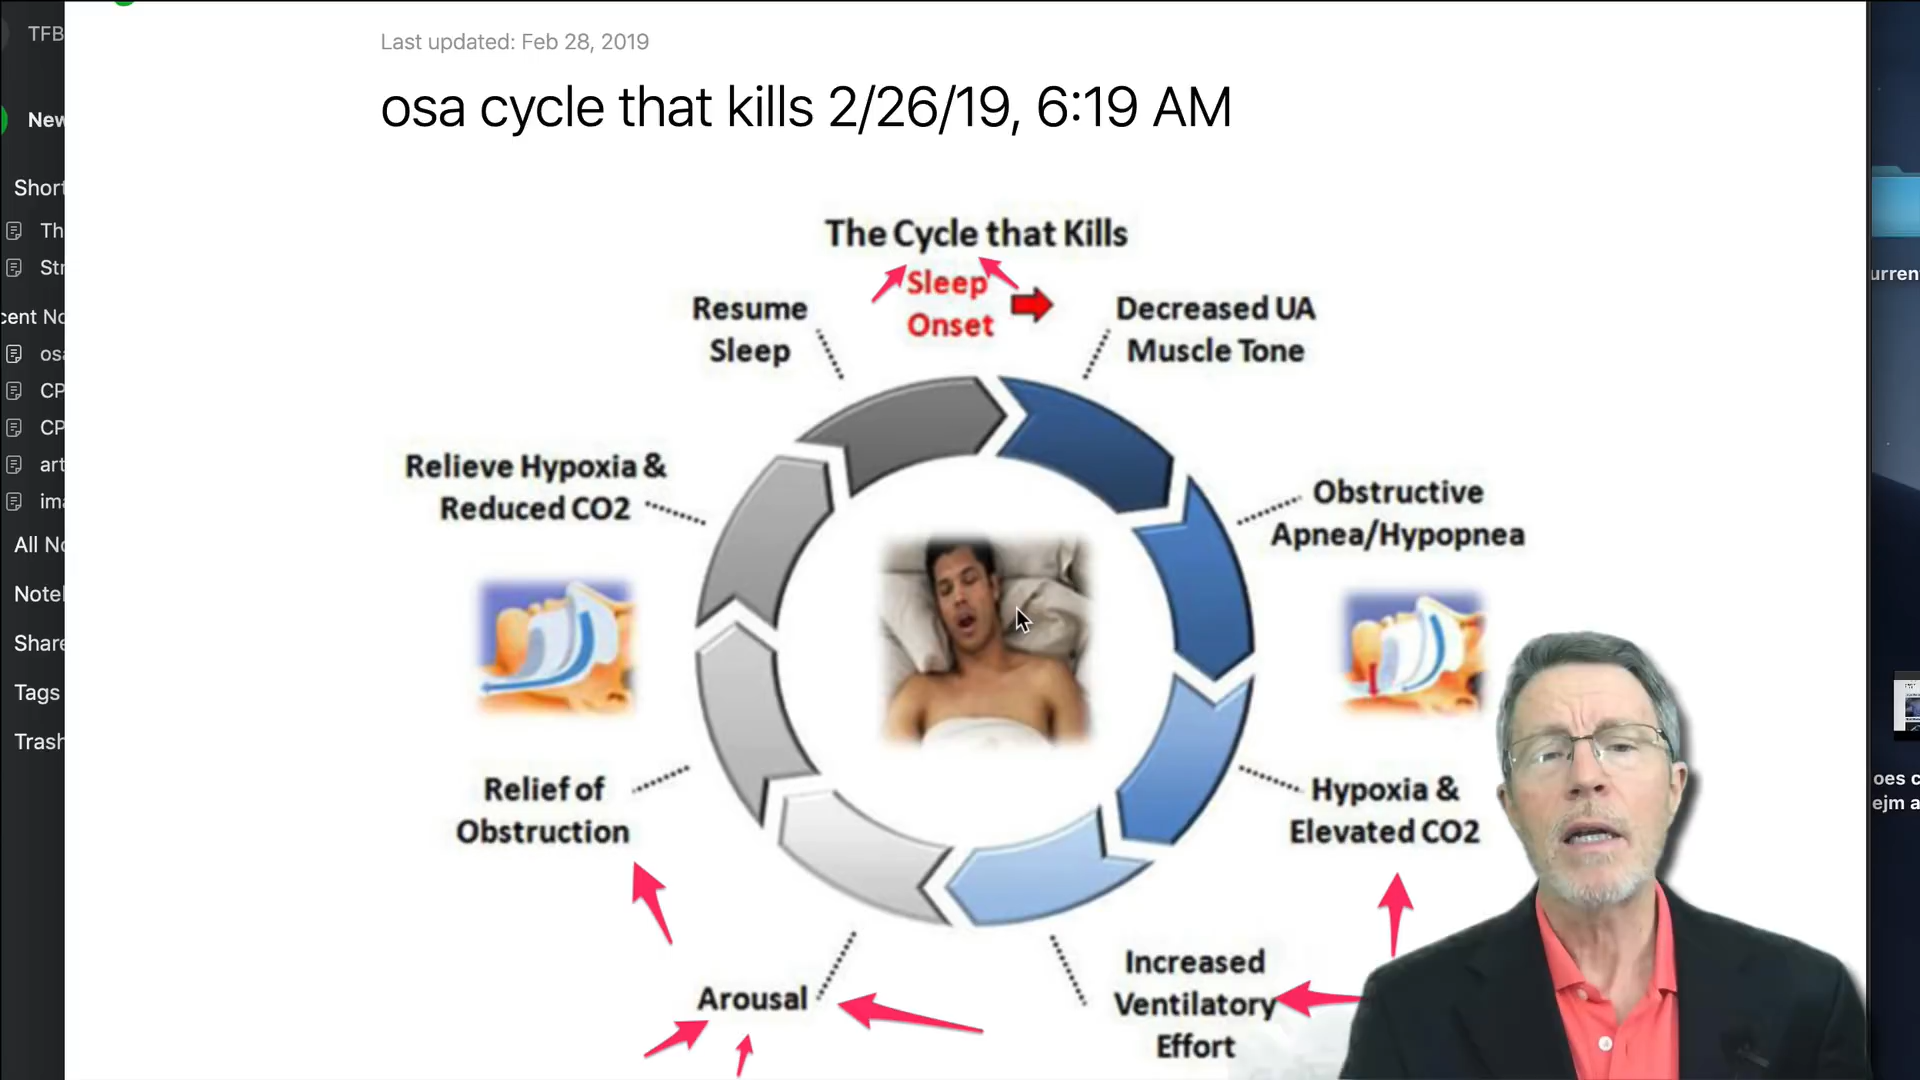 TFB
Last updated: Feb 28, 2019
osa cycle that kills 2/26/19, 6:19 AM
New
Short
Th
Str
cent No
osa
CP
CP
art
ima
All No
Note
Share
Tags
Trash
The Cycle that Kills
Sleep
Onset
Resume
Sleep
Decreased UA
Muscle Tone
Relieve Hypoxia &
Reduced CO2
Obstructive
Apnea/Hypopnea
Relief of
Obstruction
Hypoxia &
Elevated CO2
Arousal
Increased
Ventilatory
Effort
urren
oes c
ejm a